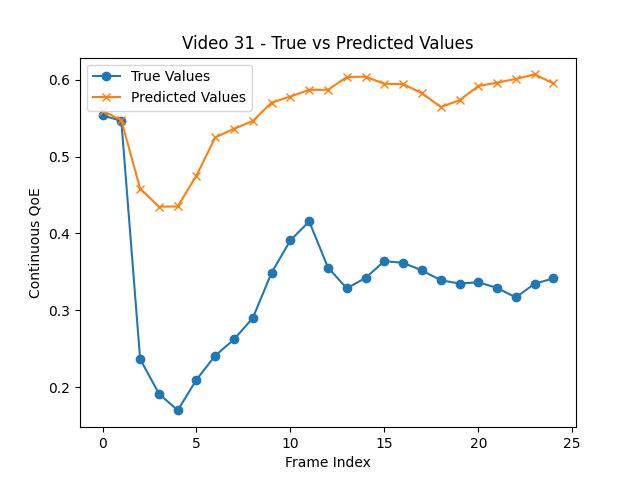 Video 31 - True vs Predicted Values
True Values
Predicted Values
0.6
0.5
0.4
0.3
0.2
Continuous QoE
0
5
10
15
20
25
Frame Index